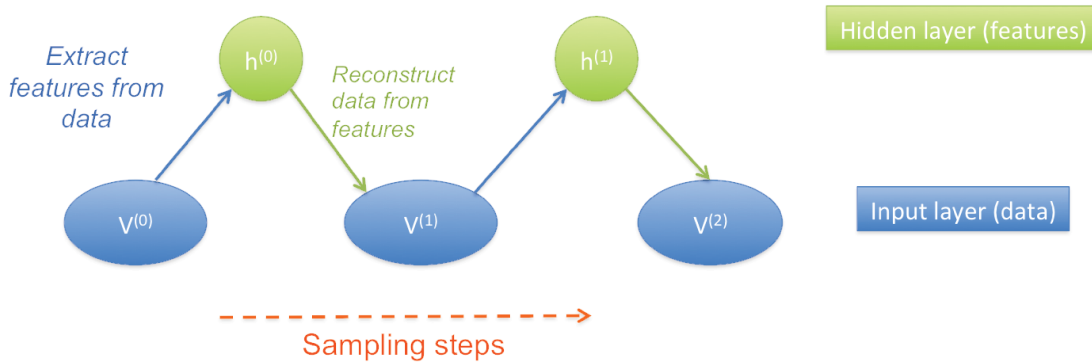 Hidden layer (features)
Extract
features from
data
h⁽⁰⁾
Reconstruct
data from
features
h⁽¹⁾
V⁽⁰⁾
V⁽¹⁾
V⁽²⁾
Input layer (data)
Sampling steps